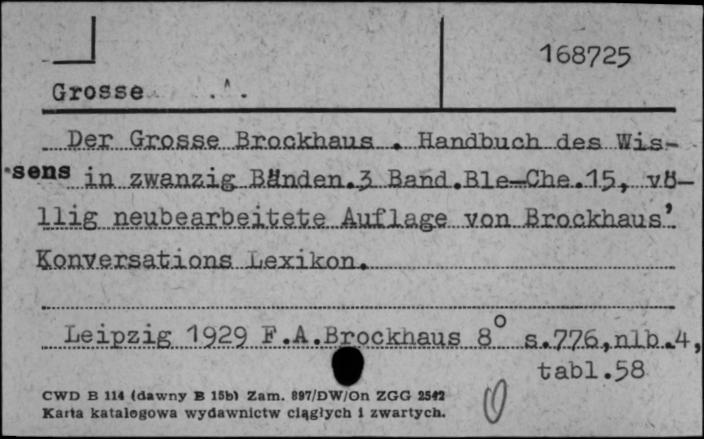 168725
Grosse
Der Grosse Brockhaus . Handbuch des Wis-
sens in zwanzig Bänden.3 Band.Ble-Che.15, vö-
llig neubearbeitete Auflage von Brockhaus'
Konversations Lexikon.
Leipzig 1929 F.A.Brockhaus 8° s.776,nlb.4,
tabl.58
CWD B 114 (dawny B 15b) Zam. 897/DW/On ZGG 2542
Karta katalogowa wydawnictw ciągłych i zwartych.